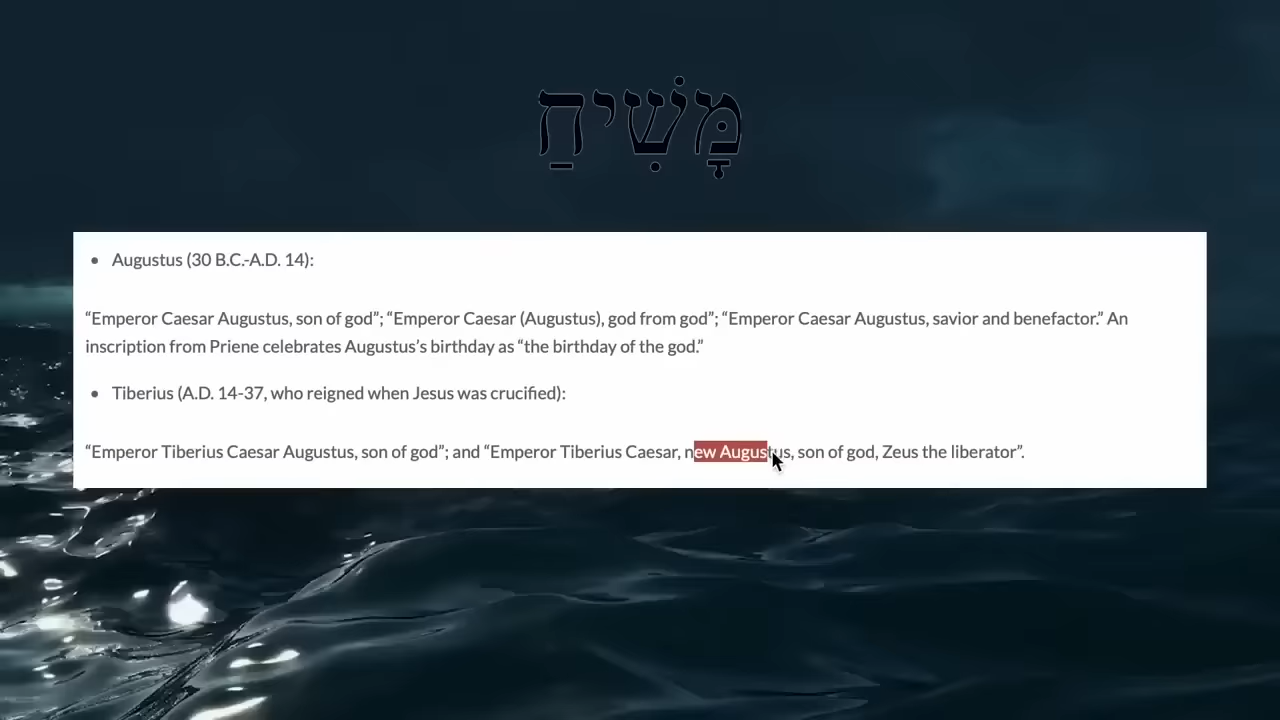 מָּשִׁיחַ
• Augustus (30 B.C.-A.D. 14):
“Emperor Caesar Augustus, son of god”; “Emperor Caesar (Augustus), god from god”; “Emperor Caesar Augustus, savior and benefactor.” An
inscription from Priene celebrates Augustus’s birthday as “the birthday of the god.”
• Tiberius (A.D. 14-37, who reigned when Jesus was crucified):
“Emperor Tiberius Caesar Augustus, son of god”; and “Emperor Tiberius Caesar, new Augustus, son of god, Zeus the liberator”.